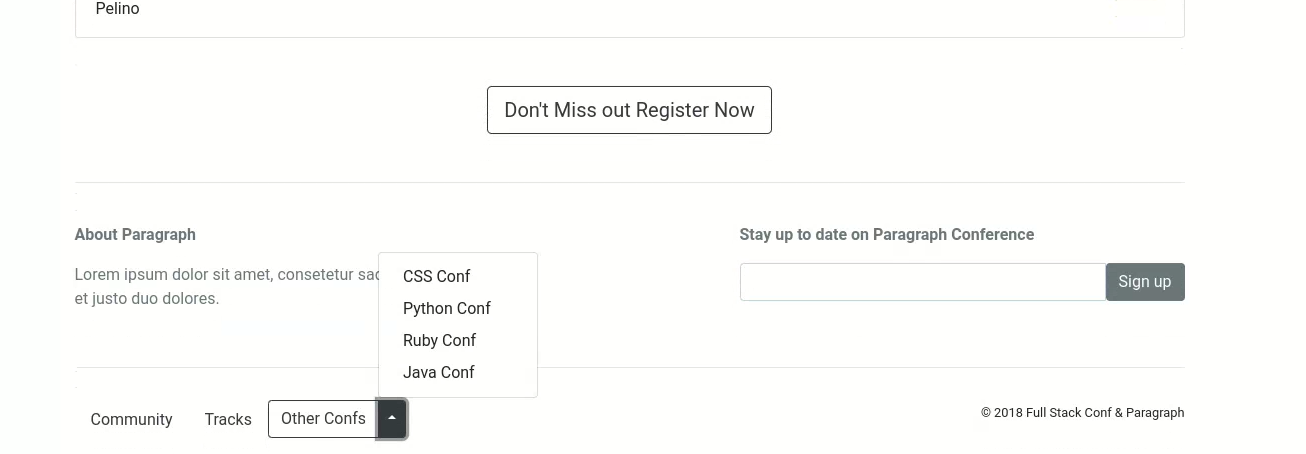 Pelino
Don't Miss out Register Now
About Paragraph
Lorem ipsum dolor sit amet, consetetur
et justo duo dolores.
Stay up to date on Paragraph Conference
Sign up
CSS Conf
Python Conf
Ruby Conf
Java Conf
Community
Tracks
Other Confs
© 2018 Full Stack Conf & Paragraph